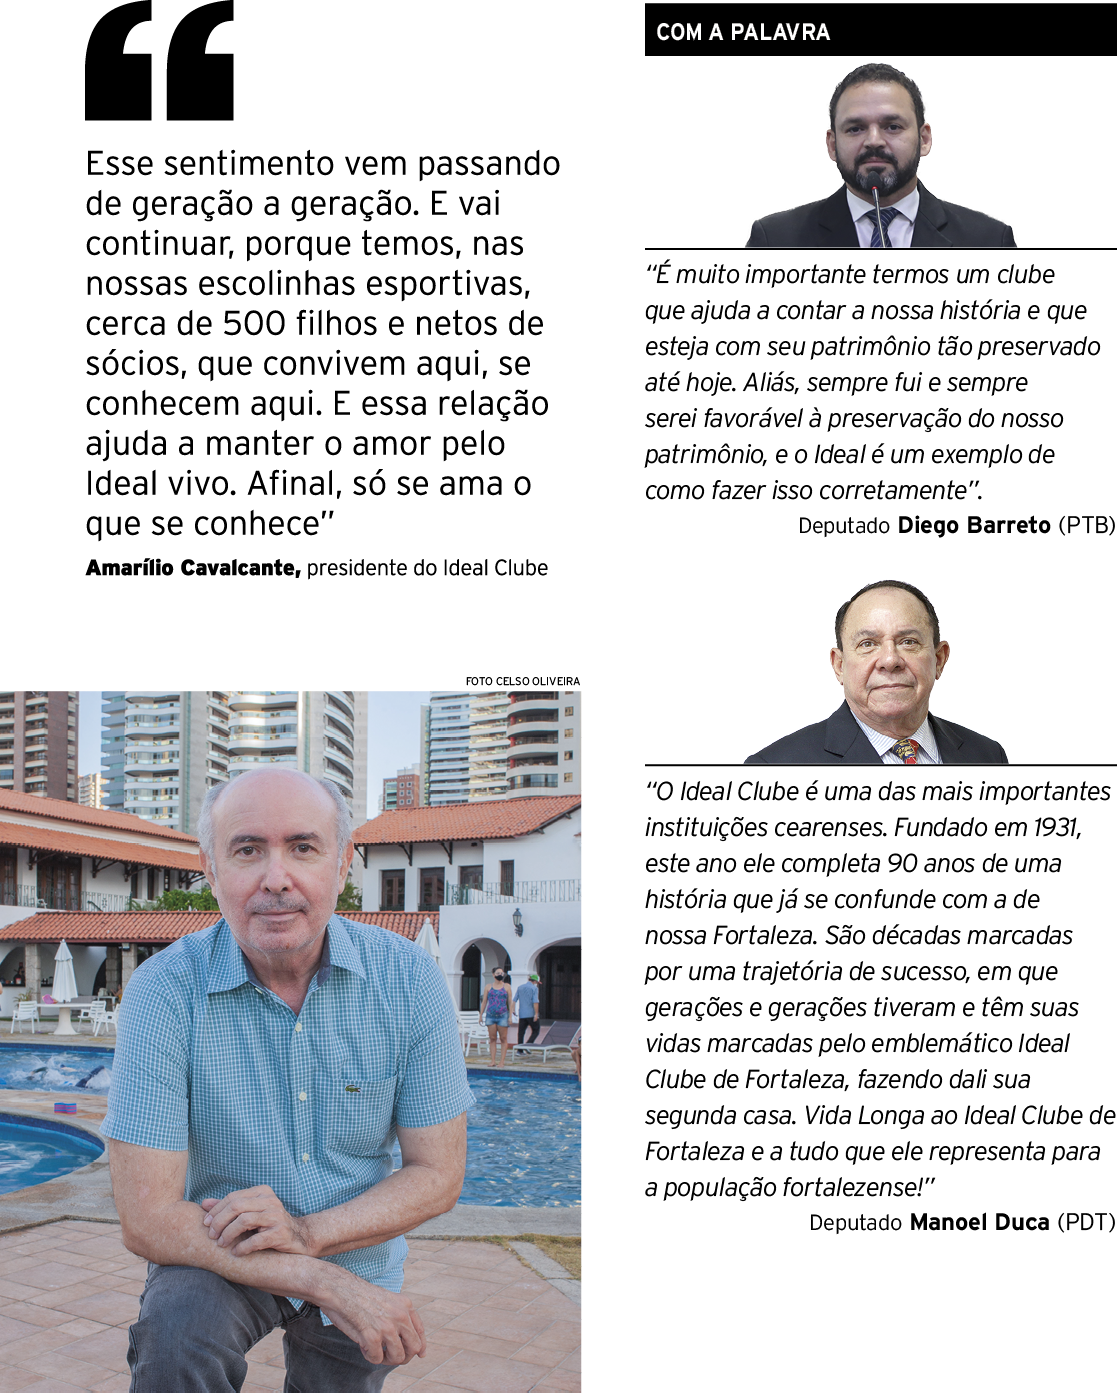 Esse sentimento vem passando
de geração a geração. E vai
continuar, porque temos, nas
nossas escolinhas esportivas,
cerca de 500 filhos e netos de
sócios, que convivem aqui, se
conhecem aqui. E essa relação
ajuda a manter o amor pelo
Ideal vivo. Afinal, só se ama o
que se conhece”
Amarílio Cavalcante, presidente do Ideal Clube
FOTO CELSO OLIVEIRA
COM A PALAVRA
“É muito importante termos um clube
que ajuda a contar a nossa história e que
esteja com seu patrimônio tão preservado
até hoje. Aliás, sempre fui e sempre
serei favorável à preservação do nosso
patrimônio, e o Ideal é um exemplo de
como fazer isso corretamente”.
Deputado Diego Barreto (PTB)
“O Ideal Clube é uma das mais importantes
instituições cearenses. Fundado em 1931,
este ano ele completa 90 anos de uma
história que já se confunde com a de
nossa Fortaleza. São décadas marcadas
por uma trajetória de sucesso, em que
gerações e gerações tiveram e têm suas
vidas marcadas pelo emblemático Ideal
Clube de Fortaleza, fazendo dali sua
segunda casa. Vida Longa ao Ideal Clube de
Fortaleza e a tudo que ele representa para
a população fortalezense!”
Deputado Manoel Duca (PDT)